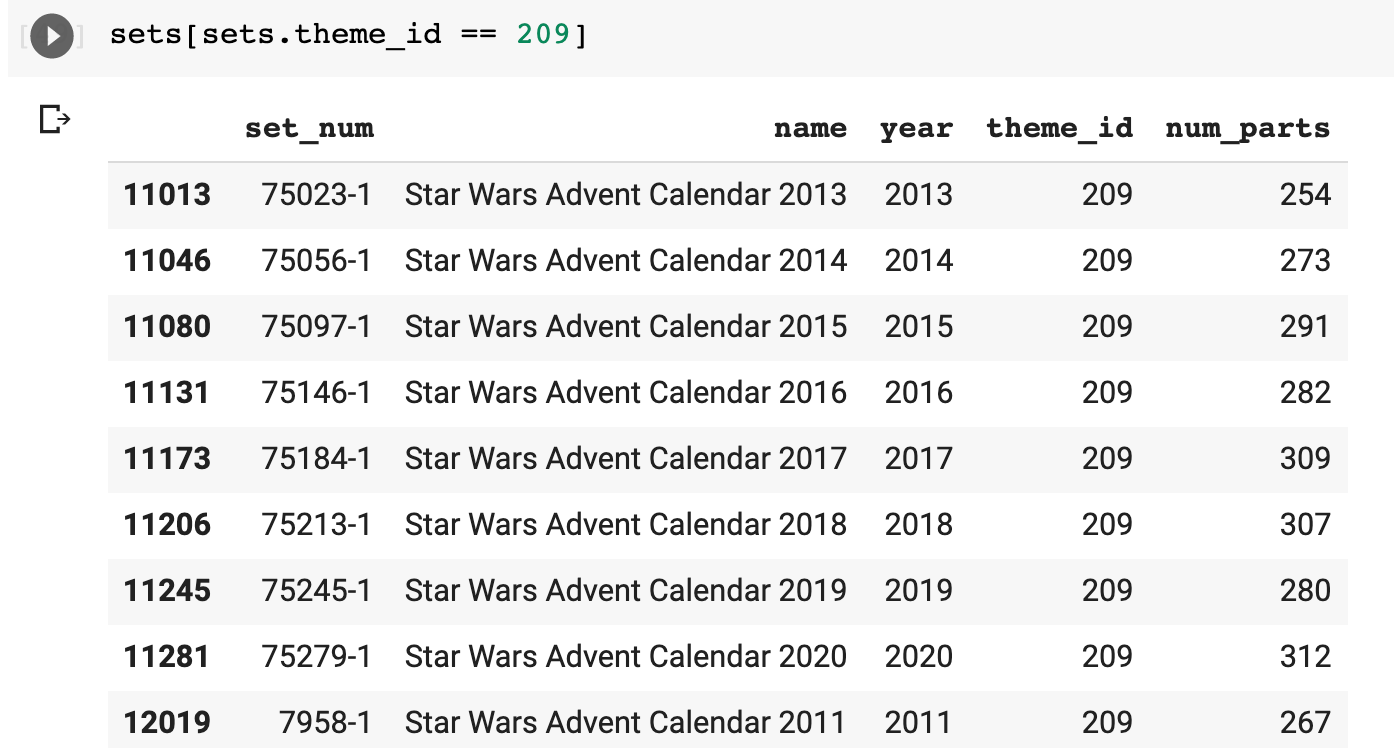 sets[sets.theme_id == 209]
set_num name year theme_id num_parts
11013 75023-1 Star Wars Advent Calendar 2013 2013 209 254
11046 75056-1 Star Wars Advent Calendar 2014 2014 209 273
11080 75097-1 Star Wars Advent Calendar 2015 2015 209 291
11131 75146-1 Star Wars Advent Calendar 2016 2016 209 282
11173 75184-1 Star Wars Advent Calendar 2017 2017 209 309
11206 75213-1 Star Wars Advent Calendar 2018 2018 209 307
11245 75245-1 Star Wars Advent Calendar 2019 2019 209 280
11281 75279-1 Star Wars Advent Calendar 2020 2020 209 312
12019 7958-1 Star Wars Advent Calendar 2011 2011 209 267